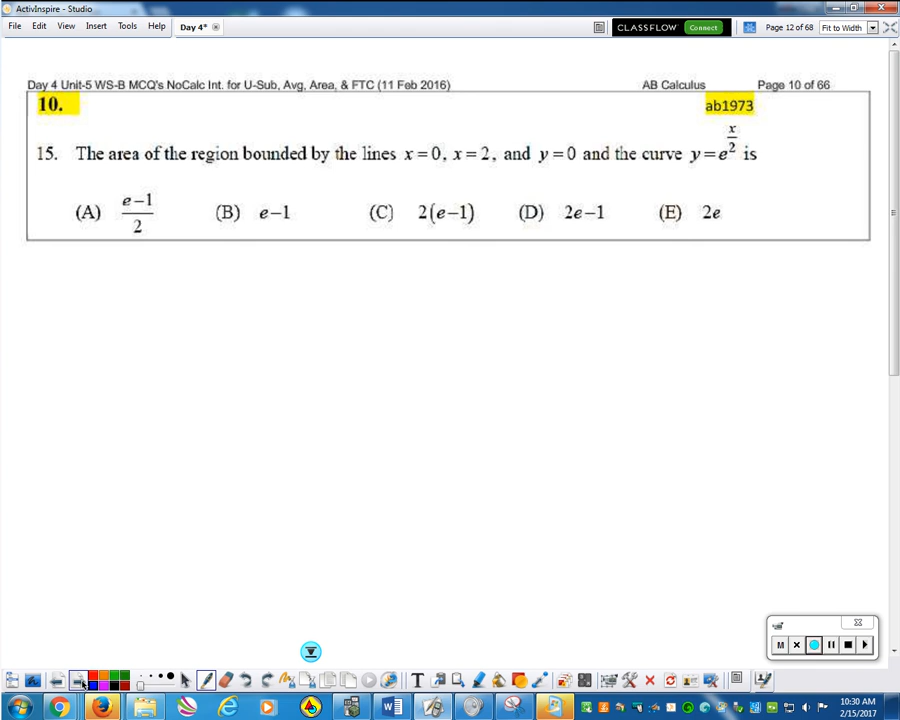 ActivInspire - Studio
File Edit View Insert Tools Help Day 4* CLASSFLOW Connect Page 12 of 68 Fit to Width
Day 4 Unit-5 WS-B MCQ's NoCalc Int. for U-Sub, Avg, Area, & FTC (11 Feb 2016) AB Calculus Page 10 of 66
10. ab1973
15. The area of the region bounded by the lines x = 0, x = 2, and y = 0 and the curve y = e^(x/2) is
(A) (e−1)/2 (B) e−1 (C) 2(e−1) (D) 2e−1 (E) 2e
M
T W
10:30 AM
2/15/2017